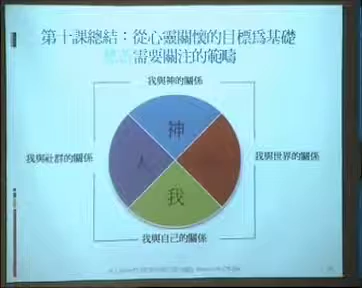 第十課總結：從心靈關懷的目標為基礎
需要關注的範疇
我與神的關係
神
我與社群的關係
人
我與世界的關係
我
我與自己的關係